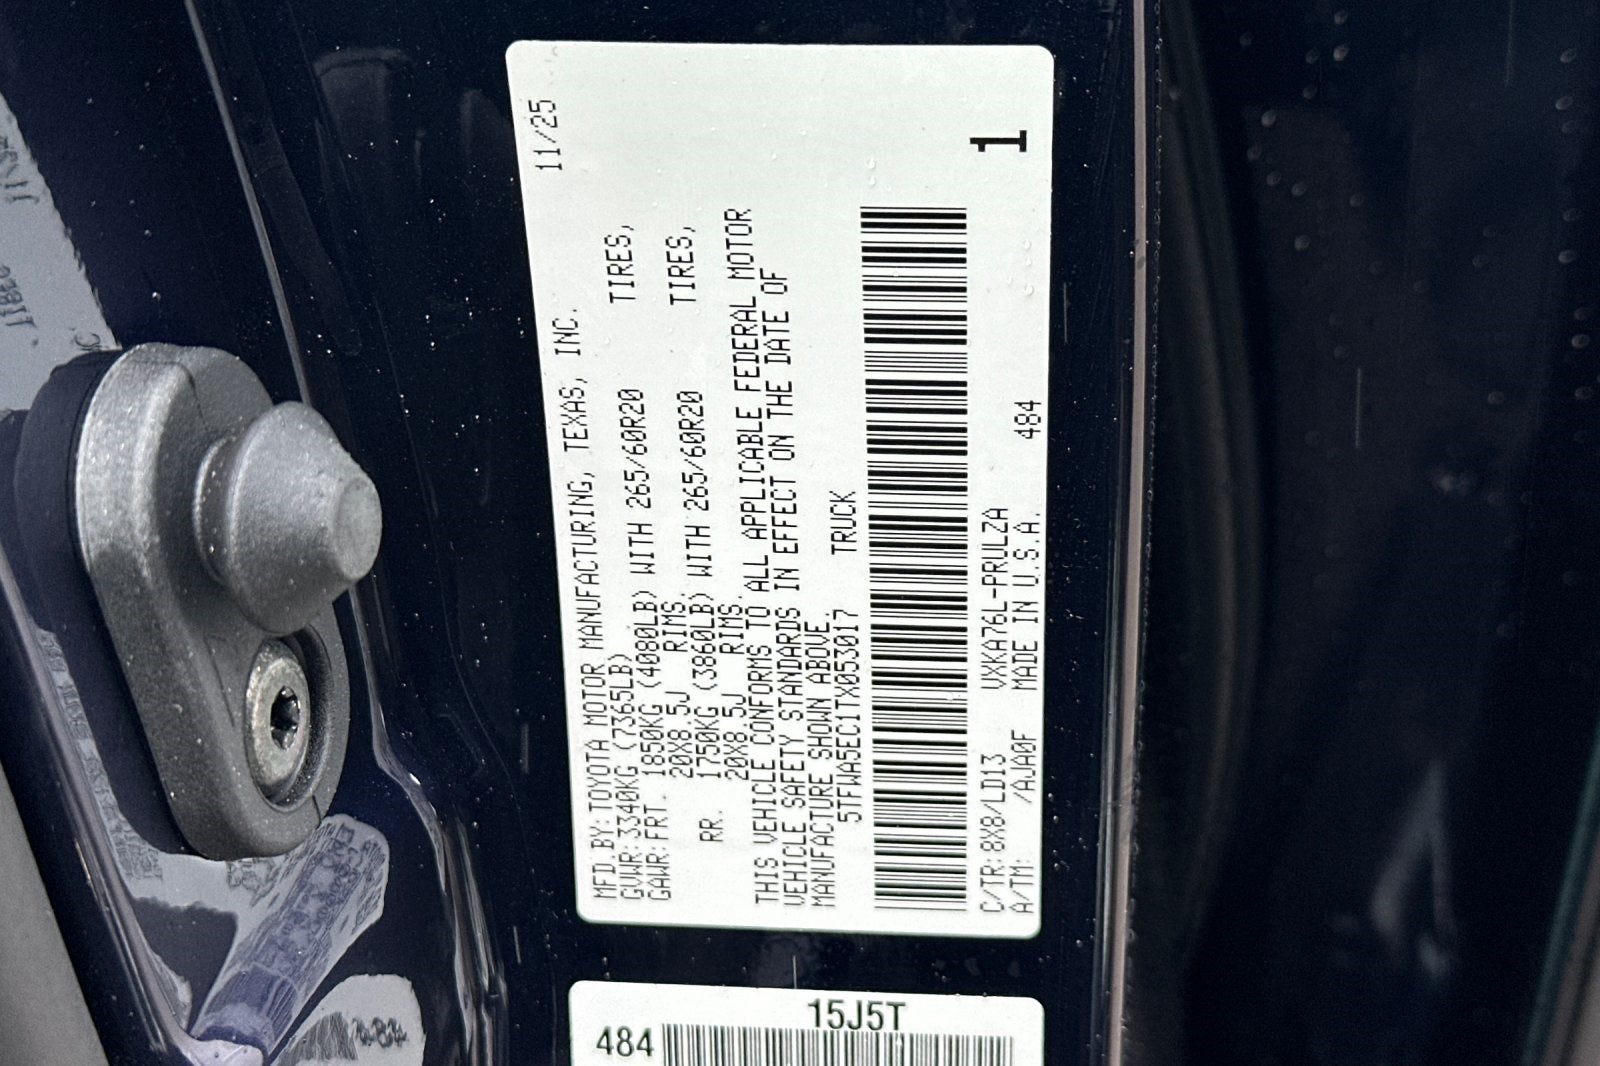 11/25
MFD.BY:TOYOTA MOTOR MANUFACTURING, TEXAS, INC.
GVWR:3340KG (7365LB)
GAWR:FRT. 1850KG (4080LB) WITH 265/60R20 TIRES,
20X8.5J RIMS,
RR. 1750KG (3860LB) WITH 265/60R20 TIRES,
20X8.5J RIMS.
THIS VEHICLE CONFORMS TO ALL APPLICABLE FEDERAL MOTOR
VEHICLE SAFETY STANDARDS IN EFFECT ON THE DATE OF
MANUFACTURE SHOWN ABOVE.
5TFWA5EC1TX053017 TRUCK
1
C/TR:8X8/LD13 VXKA76L-PRULZA
A/TM: /AJA0F MADE IN U.S.A. 484
15J5T
484